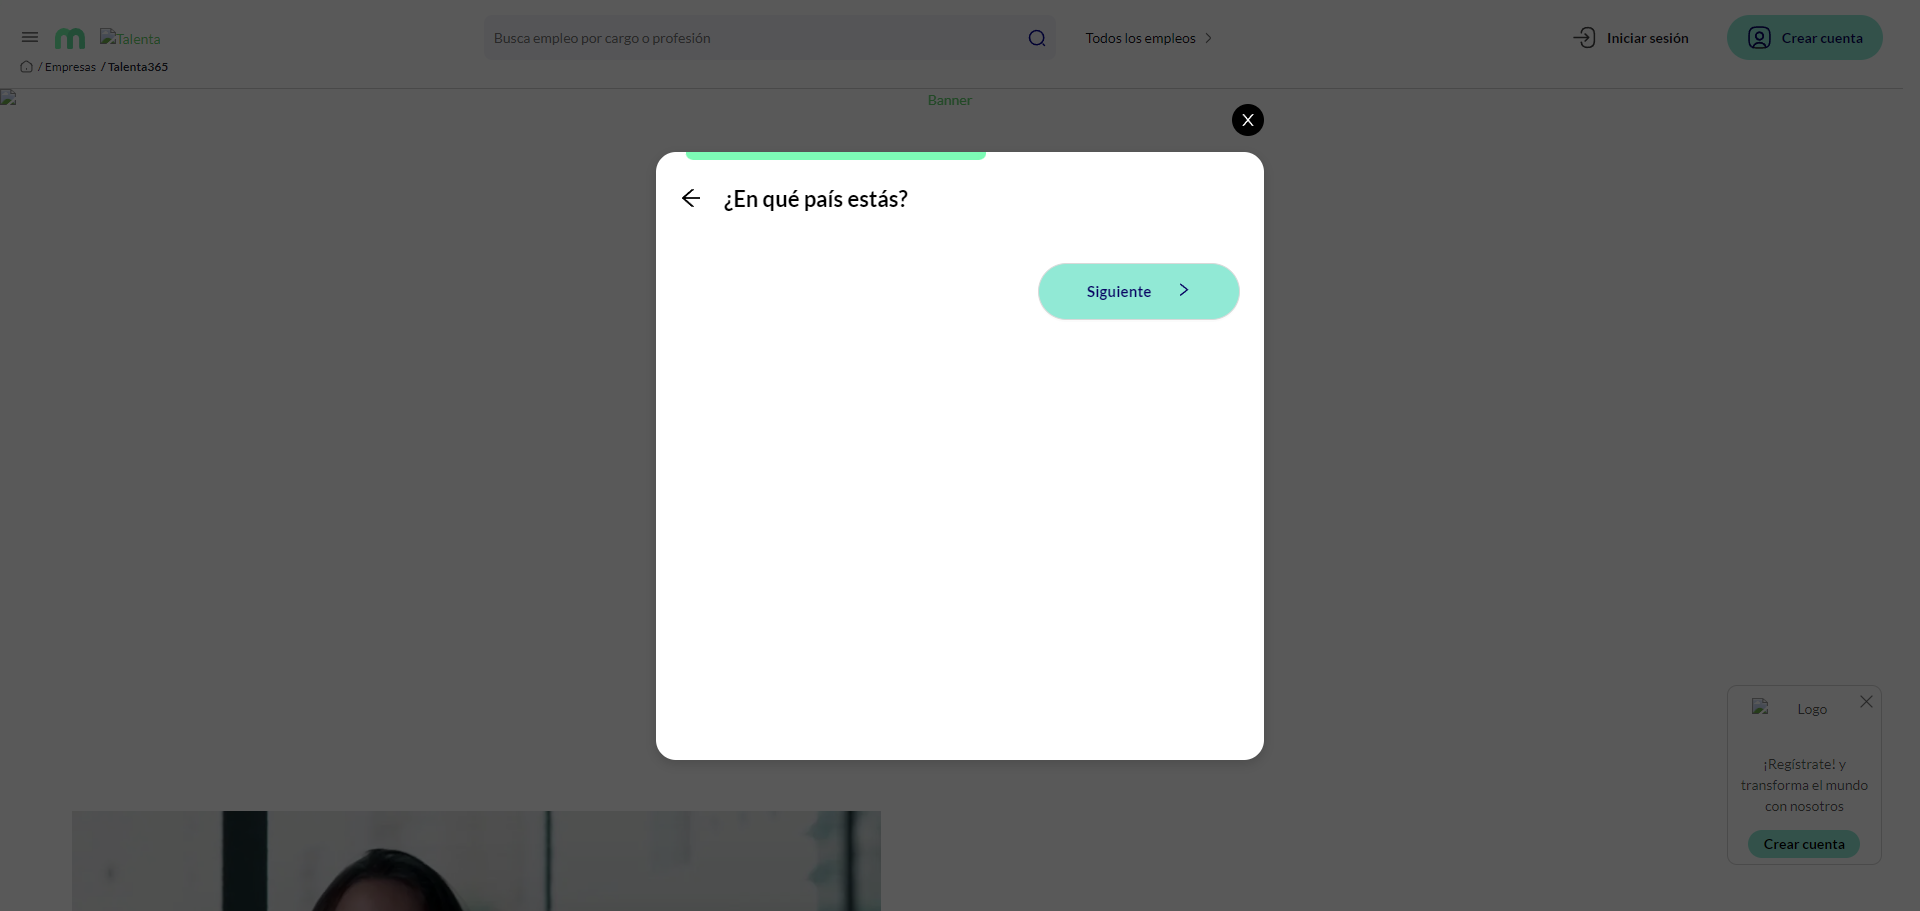 m
Talenta
Busca empleo por cargo o profesión
Todos los empleos
Iniciar sesión
Crear cuenta
/ Empresas / Talenta365
Banner
X
¿En qué país estás?
Siguiente
Logo
¡Regístrate! y
transforma el mundo
con nosotros
Crear cuenta